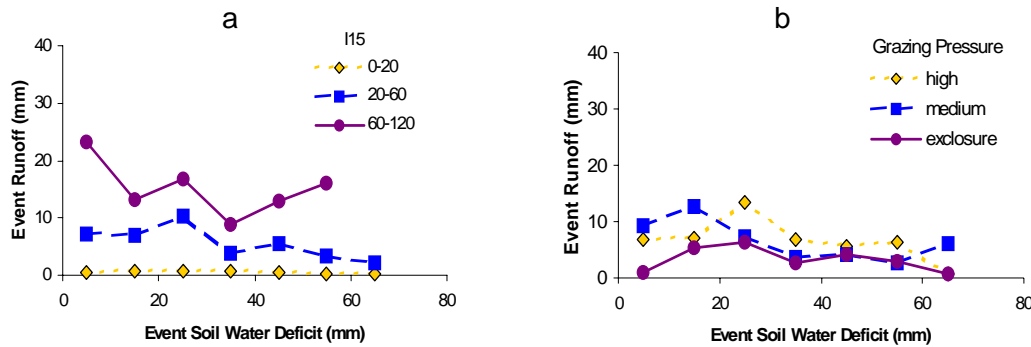 a
I15
0-20
20-60
60-120
Event Runoff (mm)
40
30
20
10
0
0 20 40 60 80
Event Soil Water Deficit (mm)
b
Grazing Pressure
high
medium
exclosure
Event Runoff (mm)
40
30
20
10
0
0 20 40 60 80
Event Soil Water Deficit (mm)